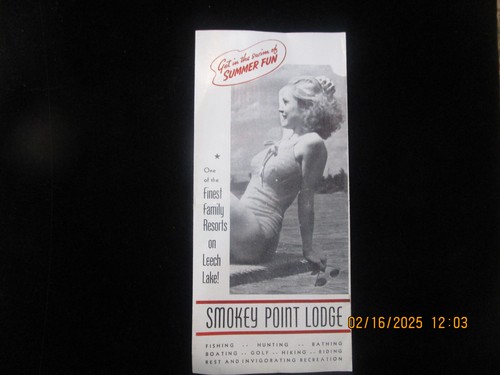 Get in the swim of
SUMMER FUN
One
of the
Finest
Family
Resorts
on
Leech
Lake!
SMOKEY POINT LODGE
FISHING -- HUNTING -- BATHING
BOATING -- GOLF -- HIKING -- RIDING
REST AND INVIGORATING RECREATION
02/16/2025 12:03